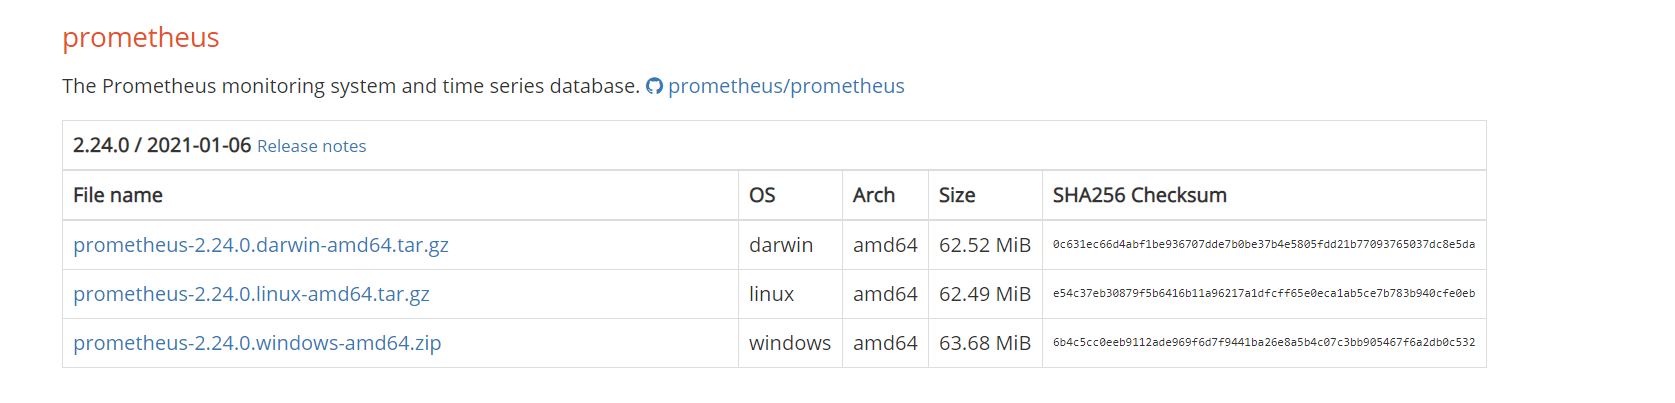 prometheus
The Prometheus monitoring system and time series database. prometheus/prometheus
2.24.0 / 2021-01-06 Release notes
File name OS Arch Size SHA256 Checksum
prometheus-2.24.0.darwin-amd64.tar.gz darwin amd64 62.52 MiB 0c631ec66d4abf1be936707dde7b0be37b4e5805fdd21b77093765037dc8e5da
prometheus-2.24.0.linux-amd64.tar.gz linux amd64 62.49 MiB e54c37eb30879f5b6416b11a96217a1dfcff65e0eca1ab5ce7b783b940cfe0eb
prometheus-2.24.0.windows-amd64.zip windows amd64 63.68 MiB 6b4c5cc0eeb9112ade969f6d7f9441ba26e8a5b4c07c3bb905467f6a2db0c532